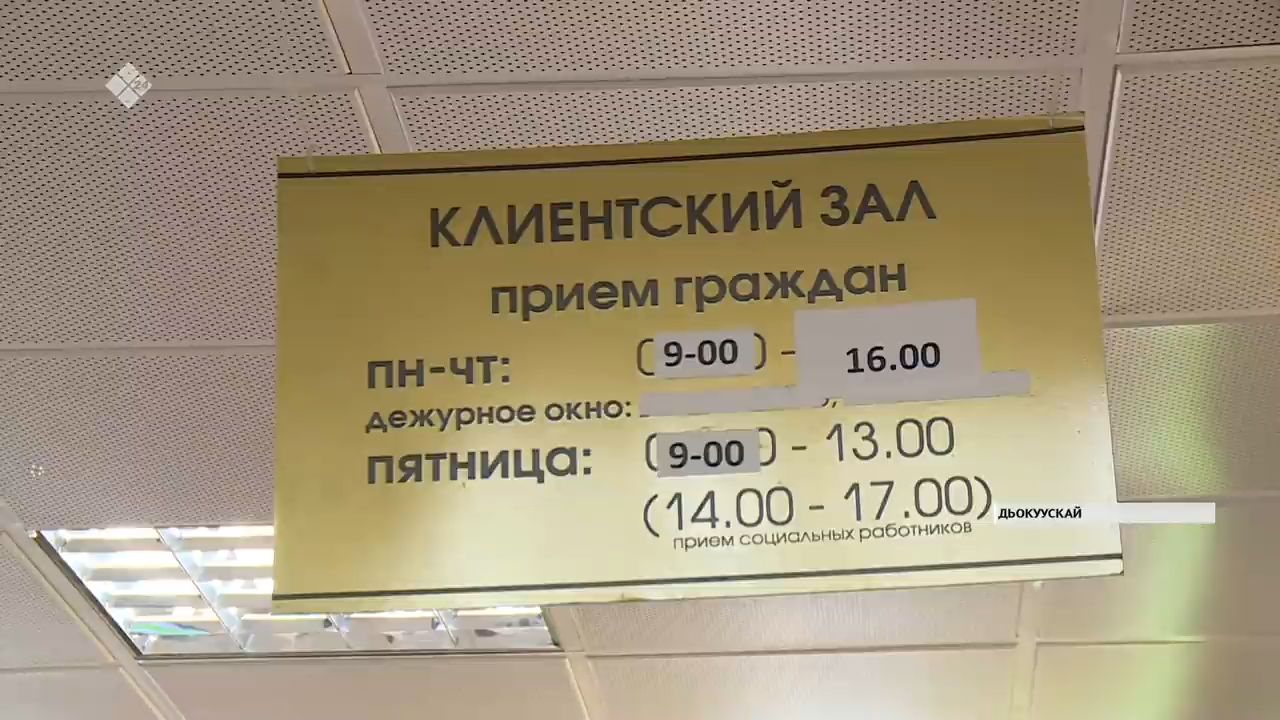 КЛИЕНТСКИЙ ЗАЛ
прием граждан
ПН-ЧТ: (9-00) - 16.00
дежурное окно:
ПЯТНИЦА: (9-00) - 13.00
(14.00 - 17.00)
прием социальных работников
ДЬОКУУСКАЙ
24